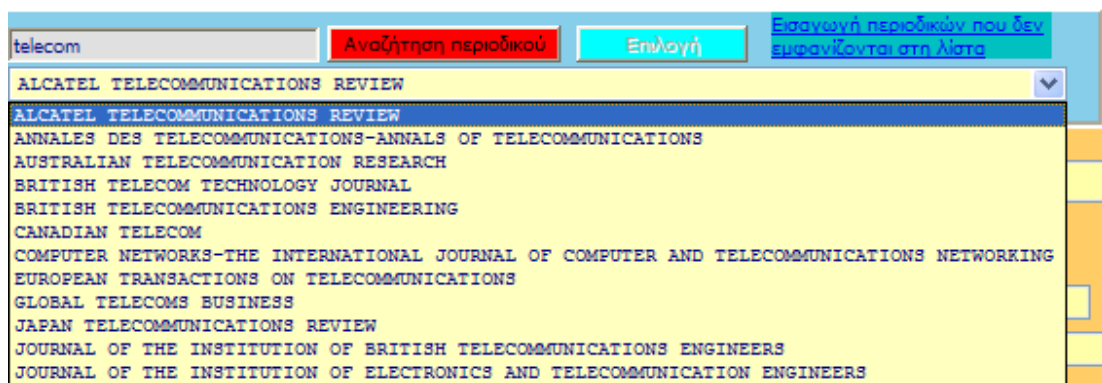 telecom
Αναζήτηση περιοδικού
Επιλογή
Εισαγωγή περιοδικών που δεν
εμφανίζονται στη λίστα
ALCATEL TELECOMMUNICATIONS REVIEW
ALCATEL TELECOMMUNICATIONS REVIEW
ANNALES DES TELECOMMUNICATIONS-ANNALS OF TELECOMMUNICATIONS
AUSTRALIAN TELECOMMUNICATION RESEARCH
BRITISH TELECOM TECHNOLOGY JOURNAL
BRITISH TELECOMMUNICATIONS ENGINEERING
CANADIAN TELECOM
COMPUTER NETWORKS-THE INTERNATIONAL JOURNAL OF COMPUTER AND TELECOMMUNICATIONS NETWORKING
EUROPEAN TRANSACTIONS ON TELECOMMUNICATIONS
GLOBAL TELECOMS BUSINESS
JAPAN TELECOMMUNICATIONS REVIEW
JOURNAL OF THE INSTITUTION OF BRITISH TELECOMMUNICATIONS ENGINEERS
JOURNAL OF THE INSTITUTION OF ELECTRONICS AND TELECOMMUNICATION ENGINEERS